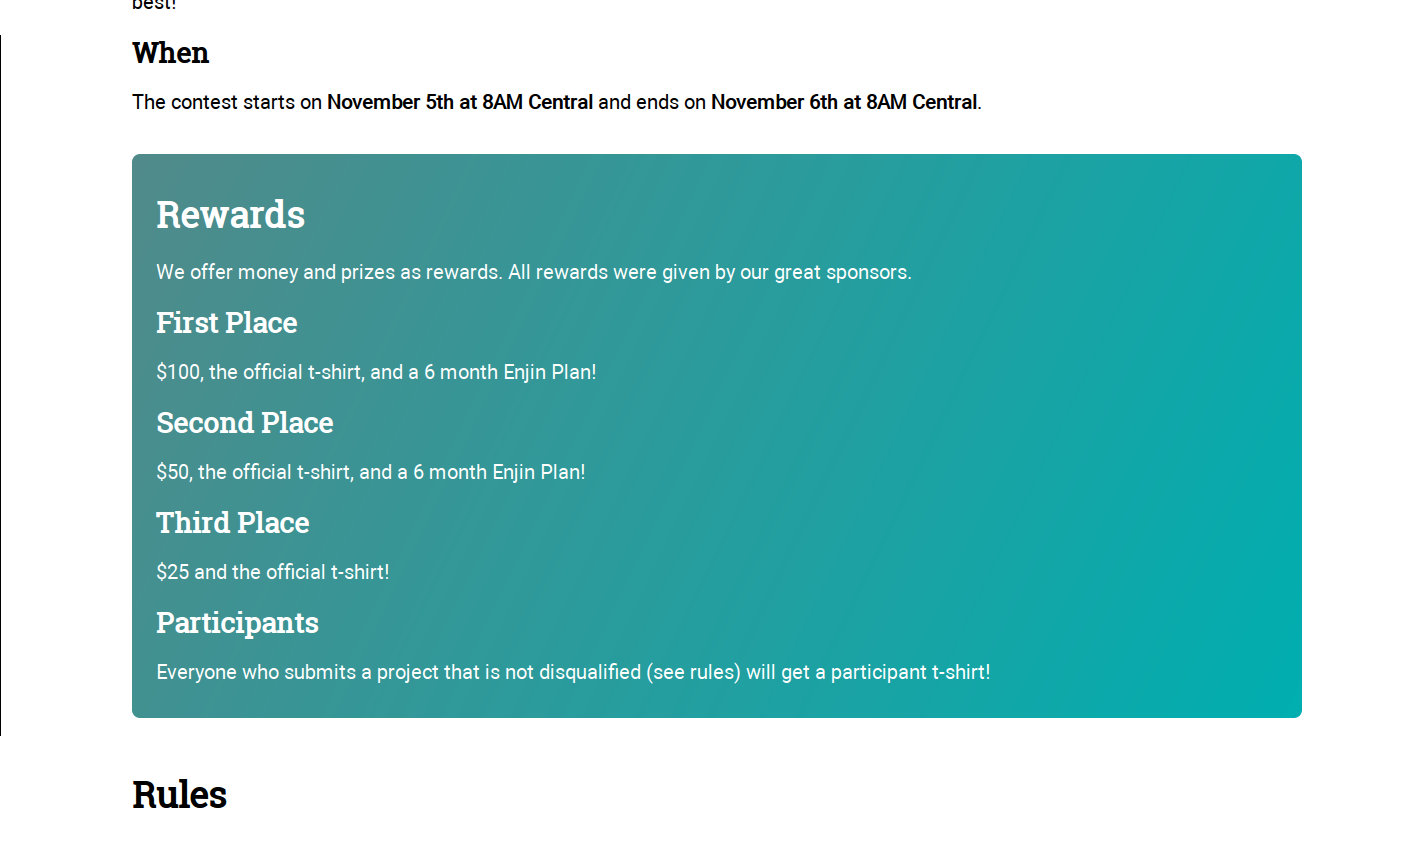 best!
When
The contest starts on November 5th at 8AM Central and ends on November 6th at 8AM Central.
Rewards
We offer money and prizes as rewards. All rewards were given by our great sponsors.
First Place
$100, the official t-shirt, and a 6 month Enjin Plan!
Second Place
$50, the official t-shirt, and a 6 month Enjin Plan!
Third Place
$25 and the official t-shirt!
Participants
Everyone who submits a project that is not disqualified (see rules) will get a participant t-shirt!
Rules